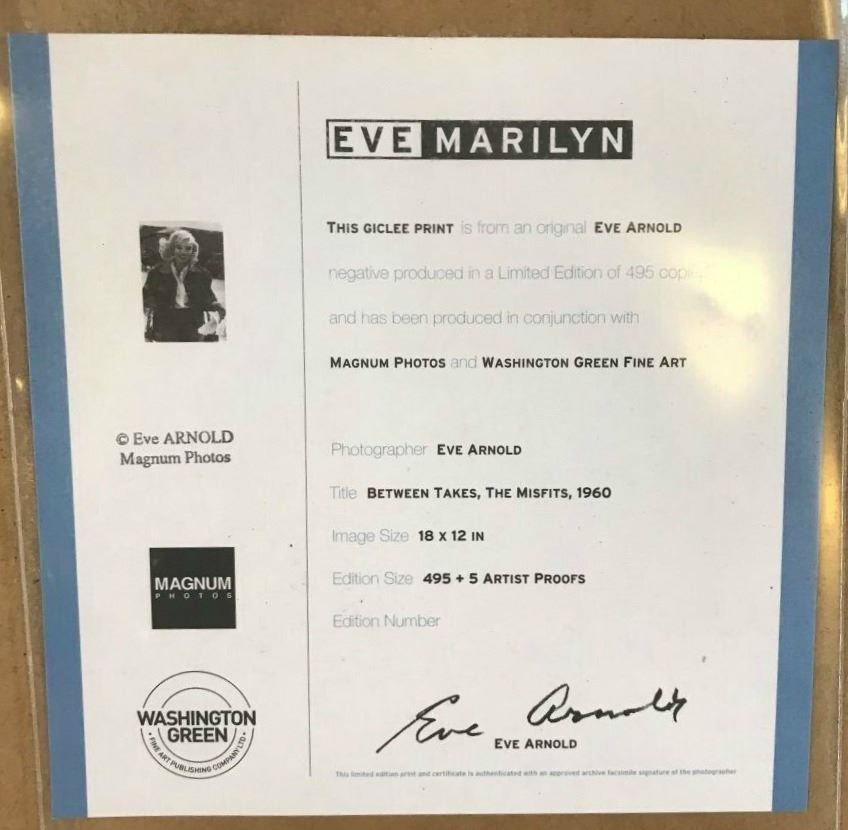 EVE MARILYN
THIS GICLEE PRINT is from an original EVE ARNOLD
negative produced in a Limited Edition of 495
and has been produced in conjunction with
MAGNUM PHOTOS and WASHINGTON GREEN FINE ART
© Eve ARNOLD
Magnum Photos
Photographer EVE ARNOLD
Title BETWEEN TAKES, THE MISFITS, 1960
Image Size 18 X 12 IN
Edition Size 495 + 5 ARTIST PROOFS
Edition Number
MAGNUM
PHOTOS
WASHINGTON
GREEN
• FINE ART PUBLISHING COMPANY LTD •
Eve Arnold
EVE ARNOLD
This limited edition print and certificate is authenticated with an approved archive facsimile signature of the photographer